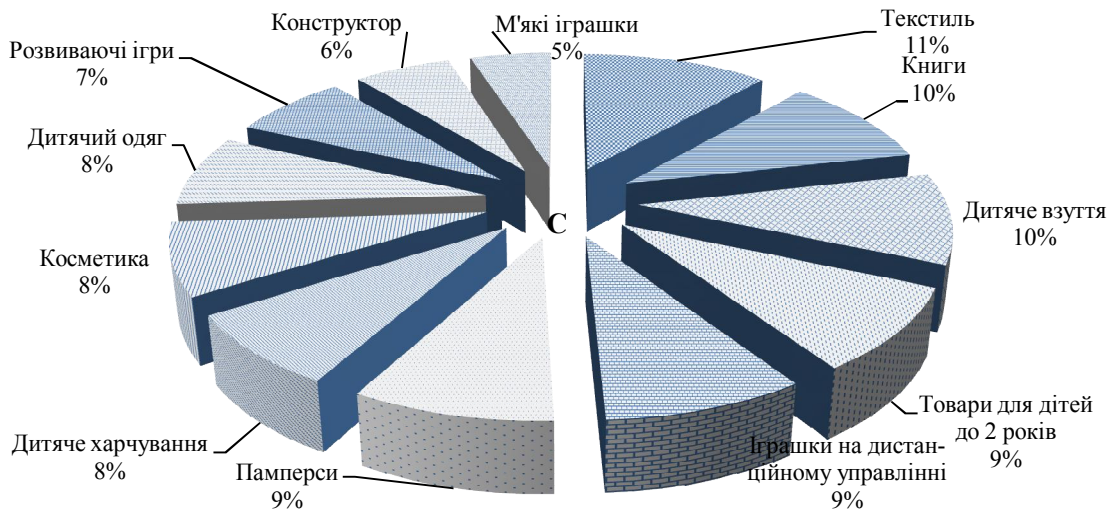 Текстиль
11%
Книги
10%
Дитяче взуття
10%
Товари для дітей
до 2 років
9%
Іграшки на дистан-
ційному управлінні
9%
Памперси
9%
Дитяче харчування
8%
Косметика
8%
Дитячий одяг
8%
Розвиваючі ігри
7%
Конструктор
6%
М'які іграшки
5%
С